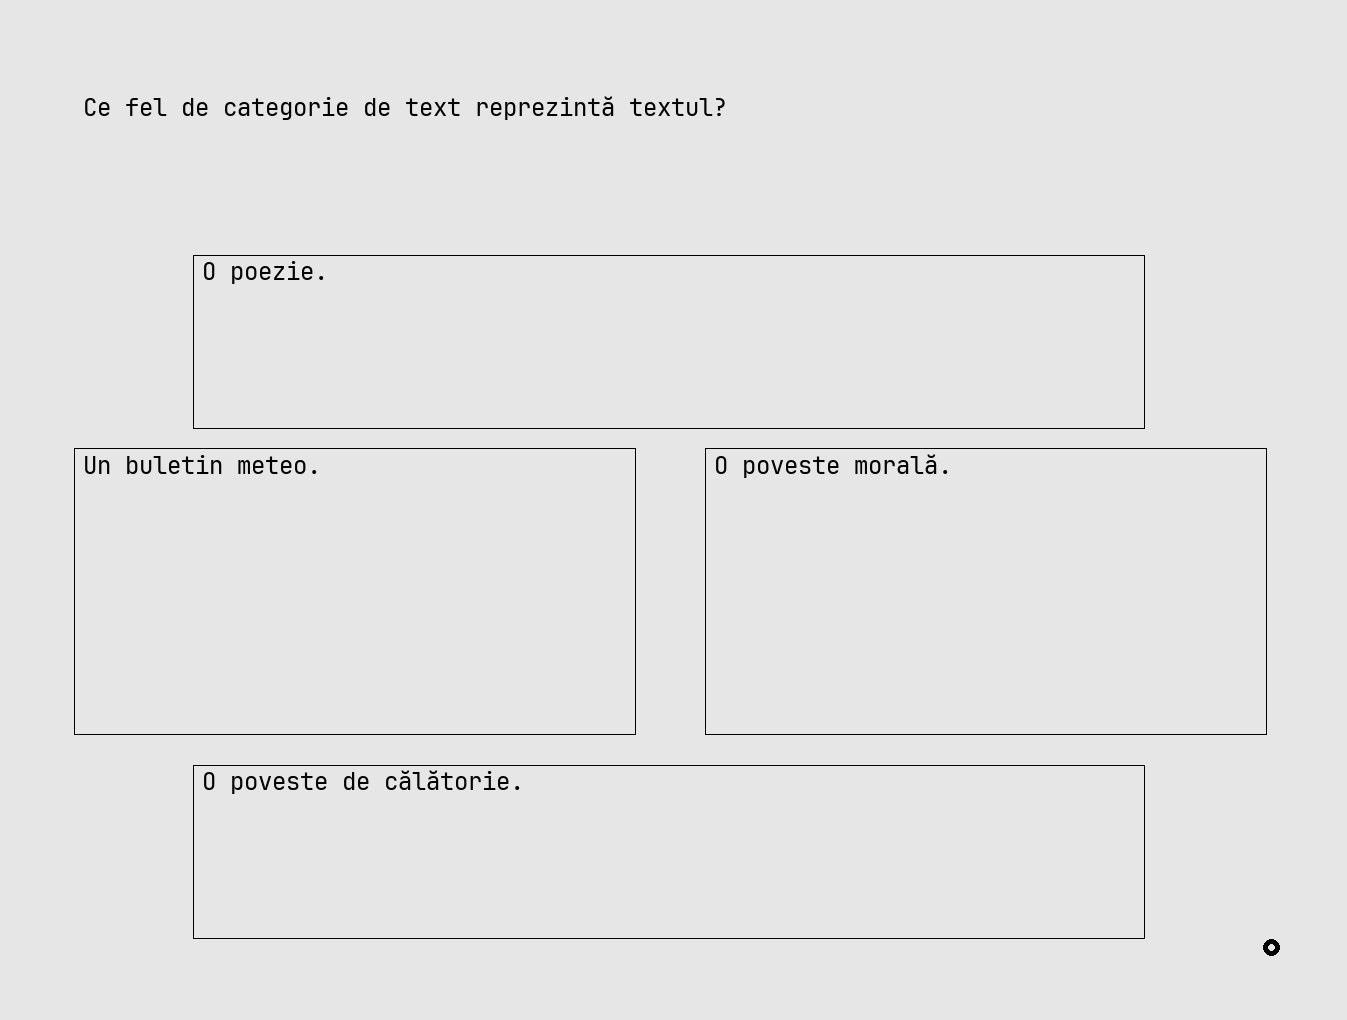 Ce fel de categorie de text reprezintă textul?
O poezie.
Un buletin meteo.
O poveste morală.
O poveste de călătorie.